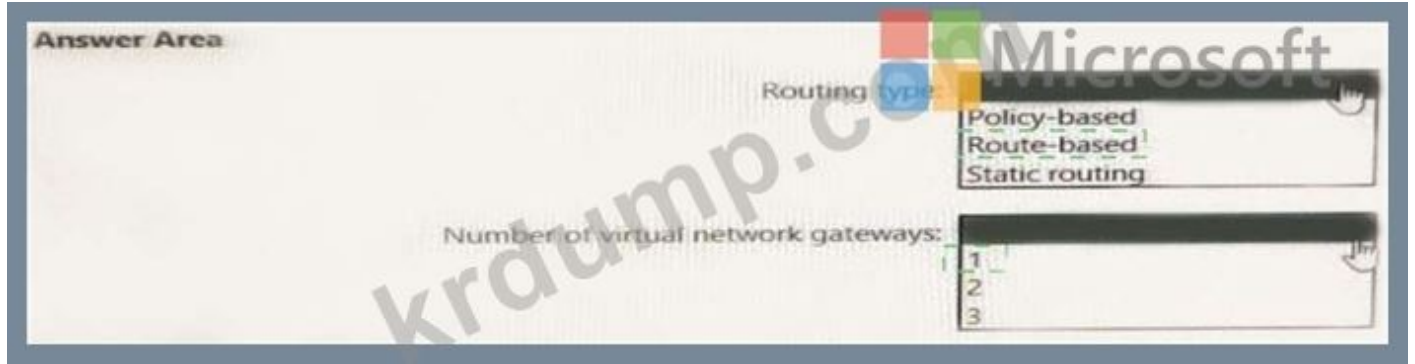 Answer Area
Microsoft
Routing type:
Policy-based
Route-based
Static routing
Number of virtual network gateways:
1
2
3
krdump.com